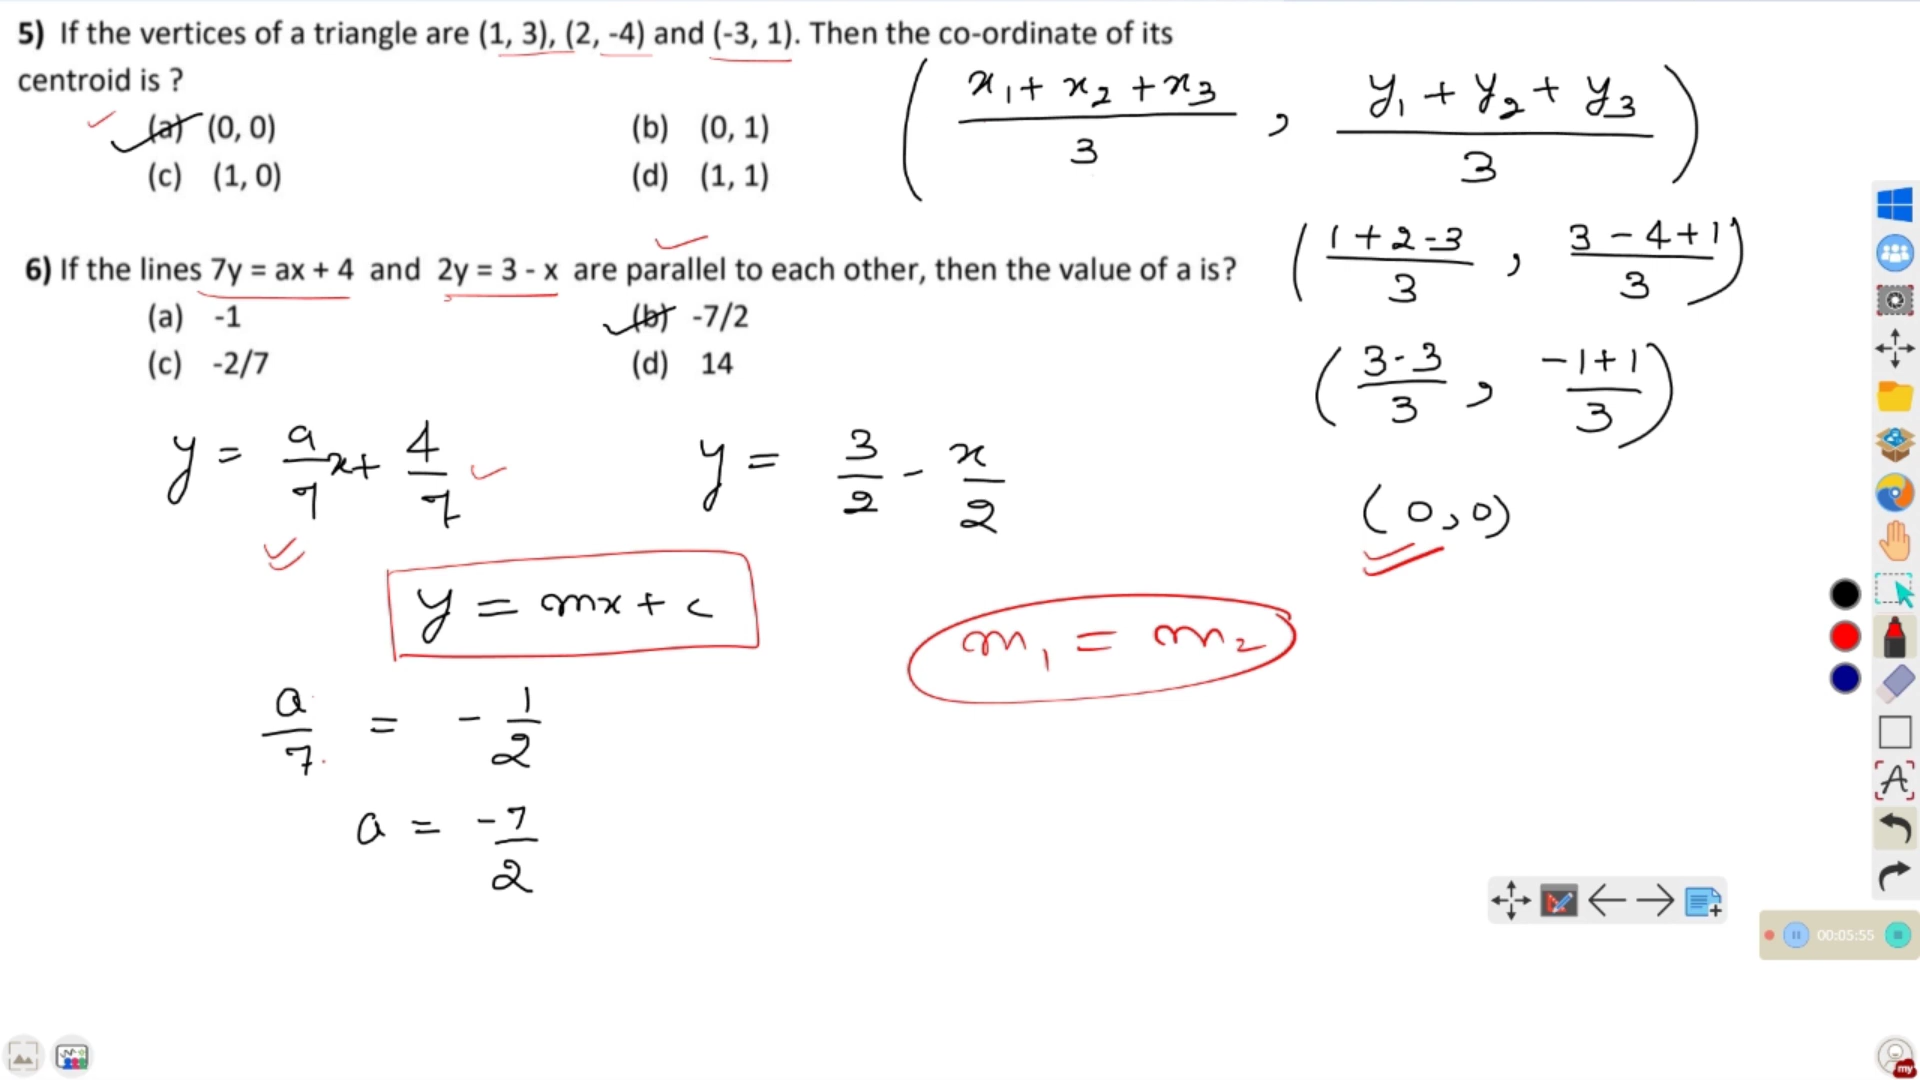 5) If the vertices of a triangle are (1, 3), (2, -4) and (-3, 1). Then the co-ordinate of its
centroid is ?
(a) (0, 0)
(b) (0, 1)
(c) (1, 0)
(d) (1, 1)
( x₁ + x₂ + x₃ / 3 , y₁ + y₂ + y₃ / 3 )
( 1 + 2 - 3 / 3 , 3 - 4 + 1 / 3 )
( 3 - 3 / 3 , -1 + 1 / 3 )
( 0 , 0 )
6) If the lines 7y = ax + 4 and 2y = 3 - x are parallel to each other, then the value of a is?
(a) -1
(b) -7/2
(c) -2/7
(d) 14
y = a/7 x + 4/7
y = 3/2 - x/2
y = mx + c
m₁ = m₂
a/7 = - 1/2
a = -7/2
00:05:55
my